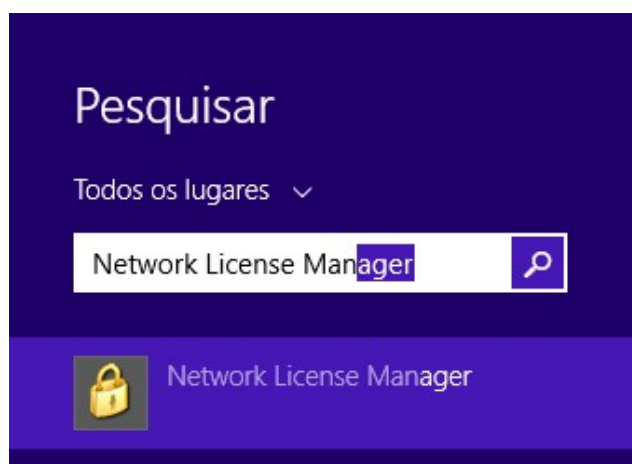 Pesquisar
Todos os lugares
Network License Manager
Network License Manager